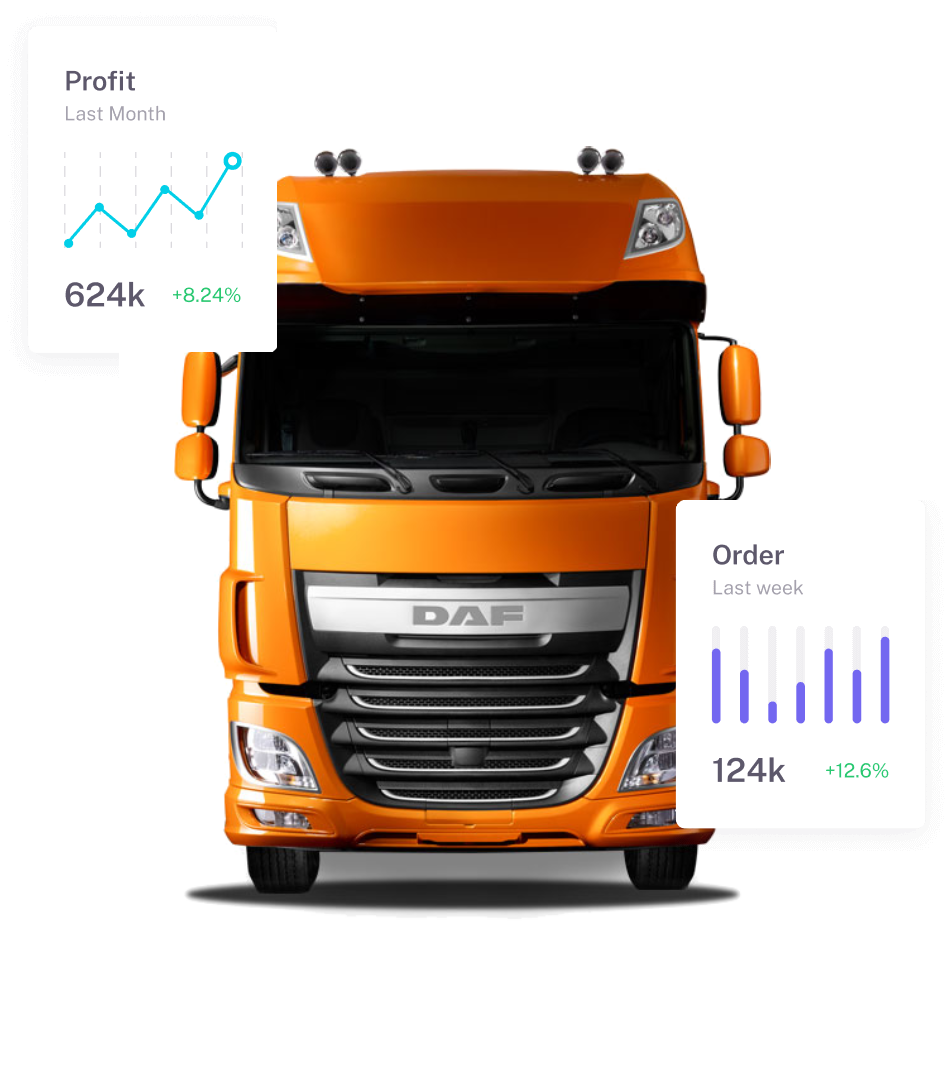 Profit
Last Month
624k +8.24%
DAF
Order
Last week
124k +12.6%